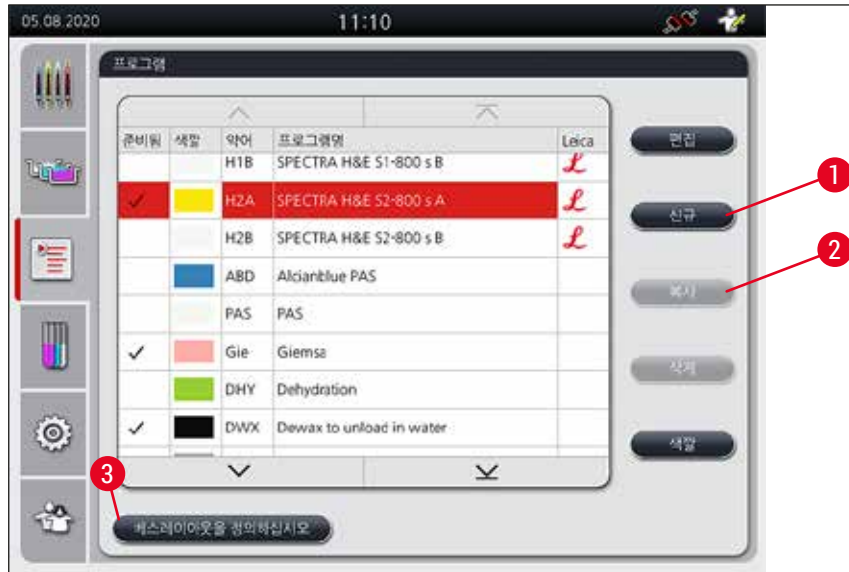 05.08.2020 11:10
프로그램
준비됨 색깔 약어 프로그램명 Leica
H1B SPECTRA H&E S1-800 s B
H2A SPECTRA H&E S2-800 s A
H2B SPECTRA H&E S2-800 s B
ABD Alcianblue PAS
PAS PAS
Gie Giemsa
DHY Dehydration
DWX Dewax to unload in water
편집
신규
복사
삭제
색깔
베스레이아웃을 정의하십시오
1
2
3